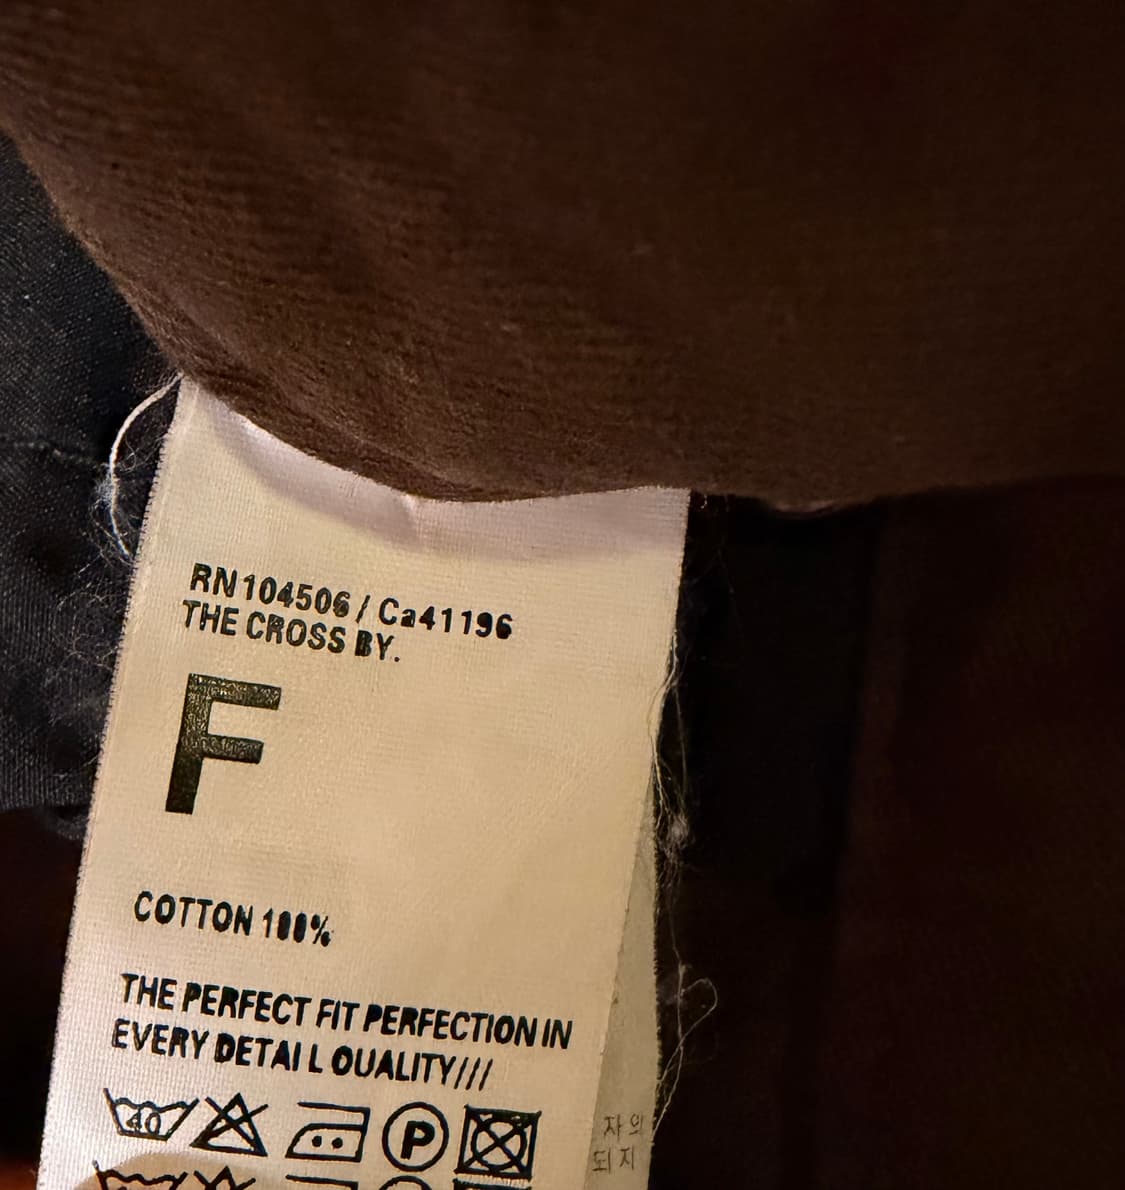 RN104506 / Ca41196
THE CROSS BY.
F
COTTON 100%
THE PERFECT FIT PERFECTION IN
EVERY DETAI L OUALITY///
40
P
자의
되지